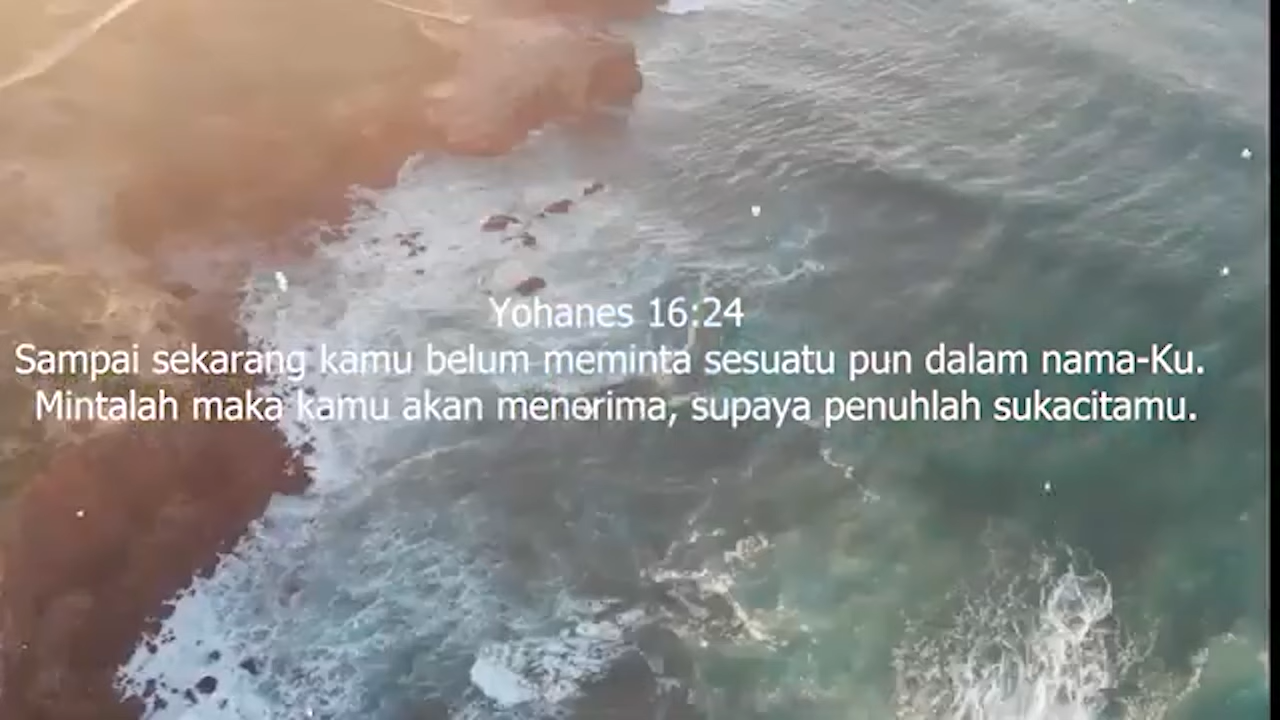 Yohanes 16:24
Sampai sekarang kamu belum meminta sesuatu pun dalam nama-Ku.
Mintalah maka kamu akan menerima, supaya penuhlah sukacitamu.